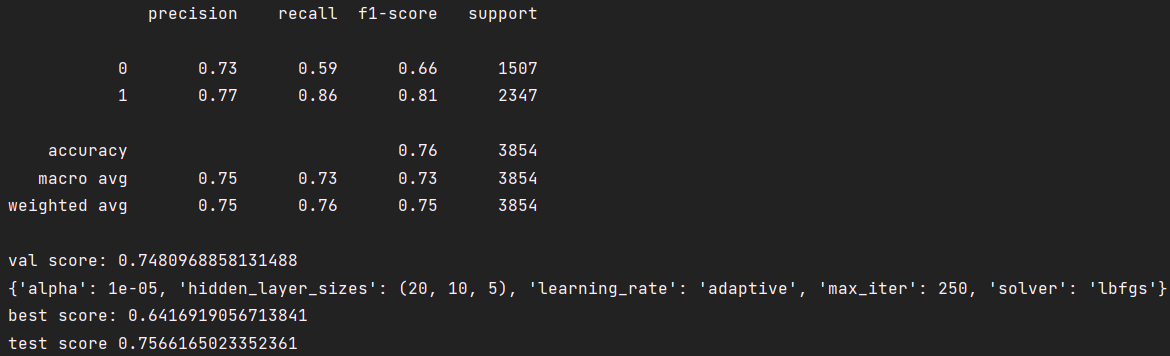 precision recall f1-score support
0 0.73 0.59 0.66 1507
1 0.77 0.86 0.81 2347
accuracy 0.76 3854
macro avg 0.75 0.73 0.73 3854
weighted avg 0.75 0.76 0.75 3854
val score: 0.7480968858131488
{'alpha': 1e-05, 'hidden_layer_sizes': (20, 10, 5), 'learning_rate': 'adaptive', 'max_iter': 250, 'solver': 'lbfgs'}
best score: 0.6416919056713841
test score 0.7566165023352361